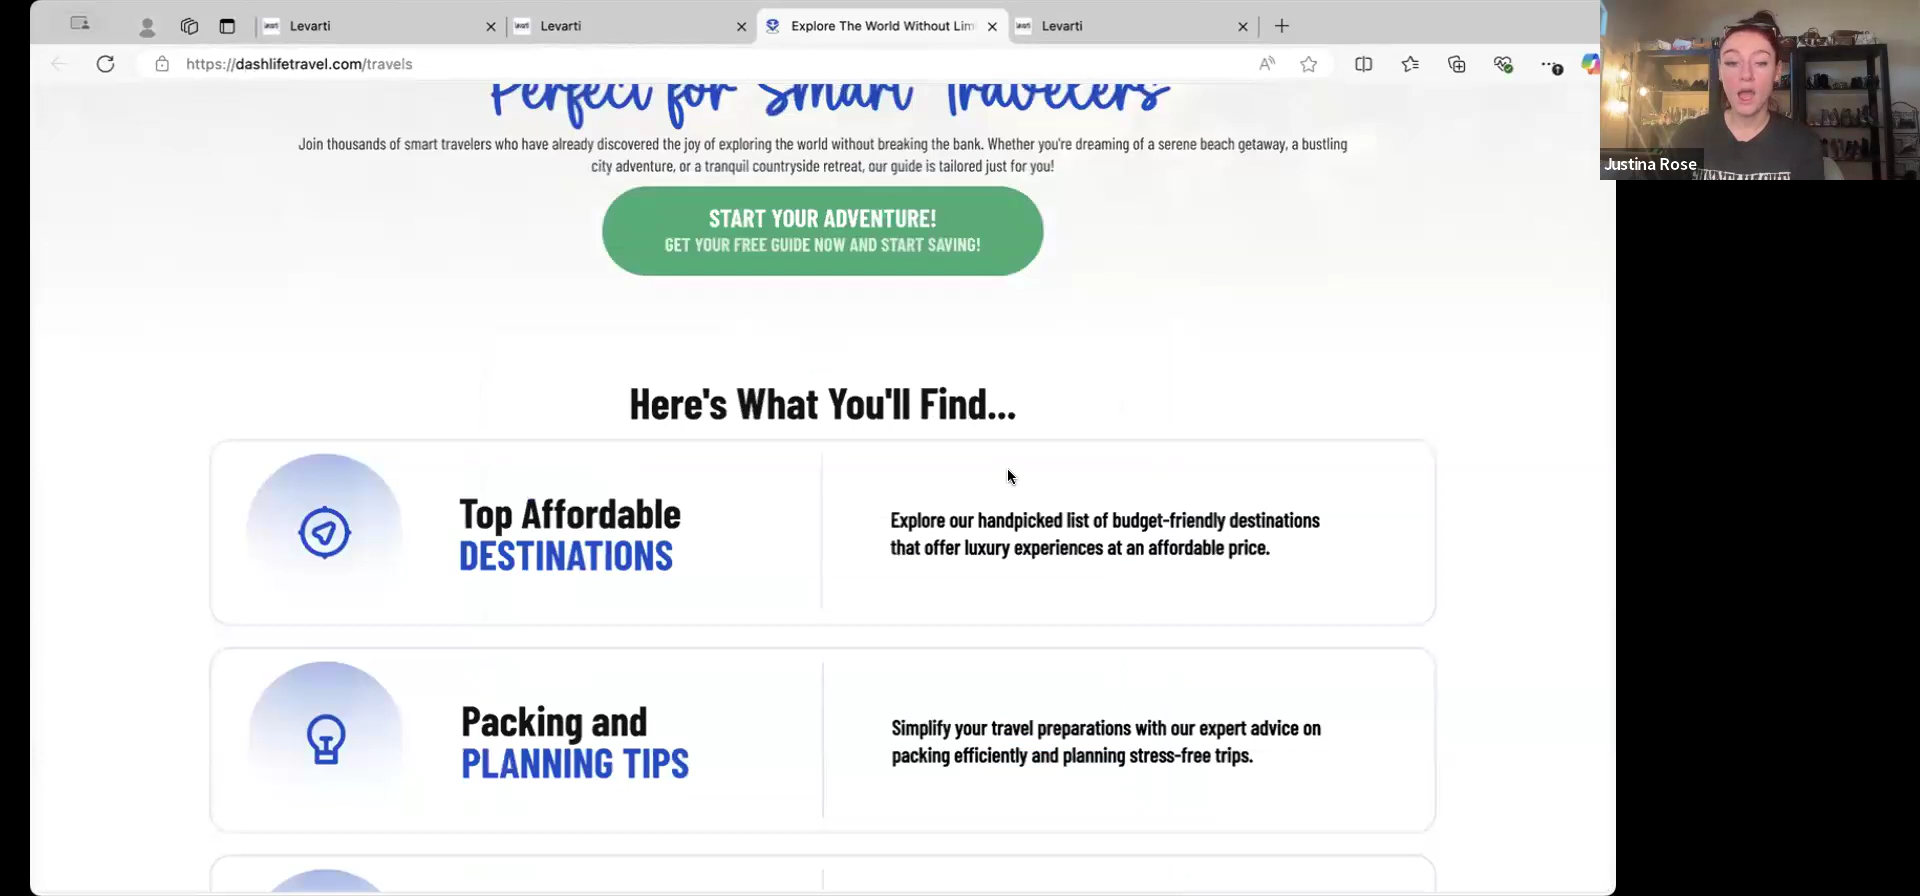 Levarti
Levarti
Explore The World Without Lim
Levarti
https://dashlifetravel.com/travels
Perfect for Smart Travelers
Join thousands of smart travelers who have already discovered the joy of exploring the world without breaking the bank. Whether you're dreaming of a serene beach getaway, a bustling
city adventure, or a tranquil countryside retreat, our guide is tailored just for you!
START YOUR ADVENTURE!
GET YOUR FREE GUIDE NOW AND START SAVING!
Here's What You'll Find...
Top Affordable
DESTINATIONS
Explore our handpicked list of budget-friendly destinations
that offer luxury experiences at an affordable price.
Packing and
PLANNING TIPS
Simplify your travel preparations with our expert advice on
packing efficiently and planning stress-free trips.
Justina Rose